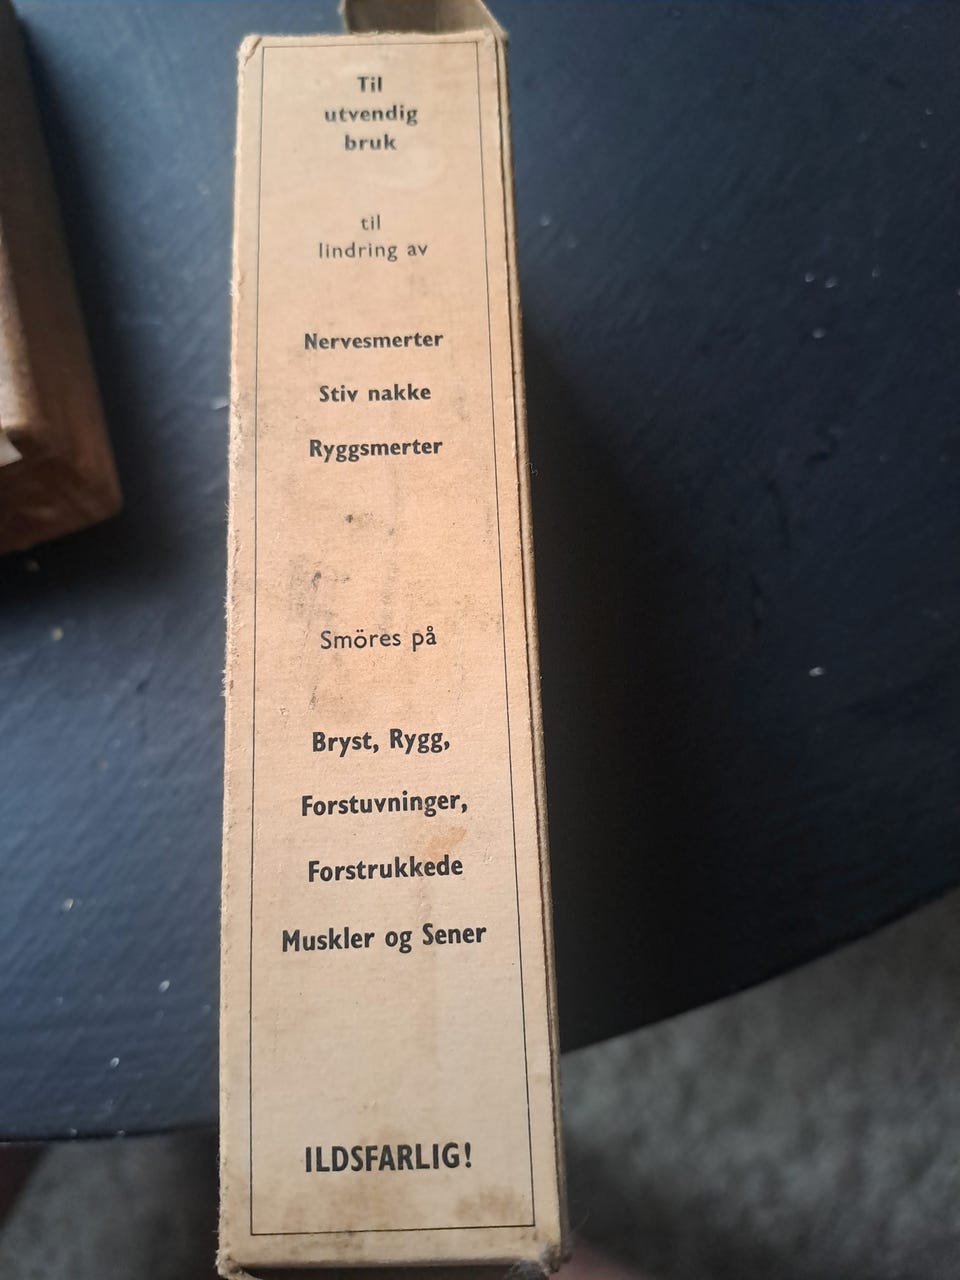 Til
utvendig
bruk
til
lindring av
Nervesmerter
Stiv nakke
Ryggsmerter
Smöres på
Bryst, Rygg,
Forstuvninger,
Forstrukkede
Muskler og Sener
ILDSFARLIG!